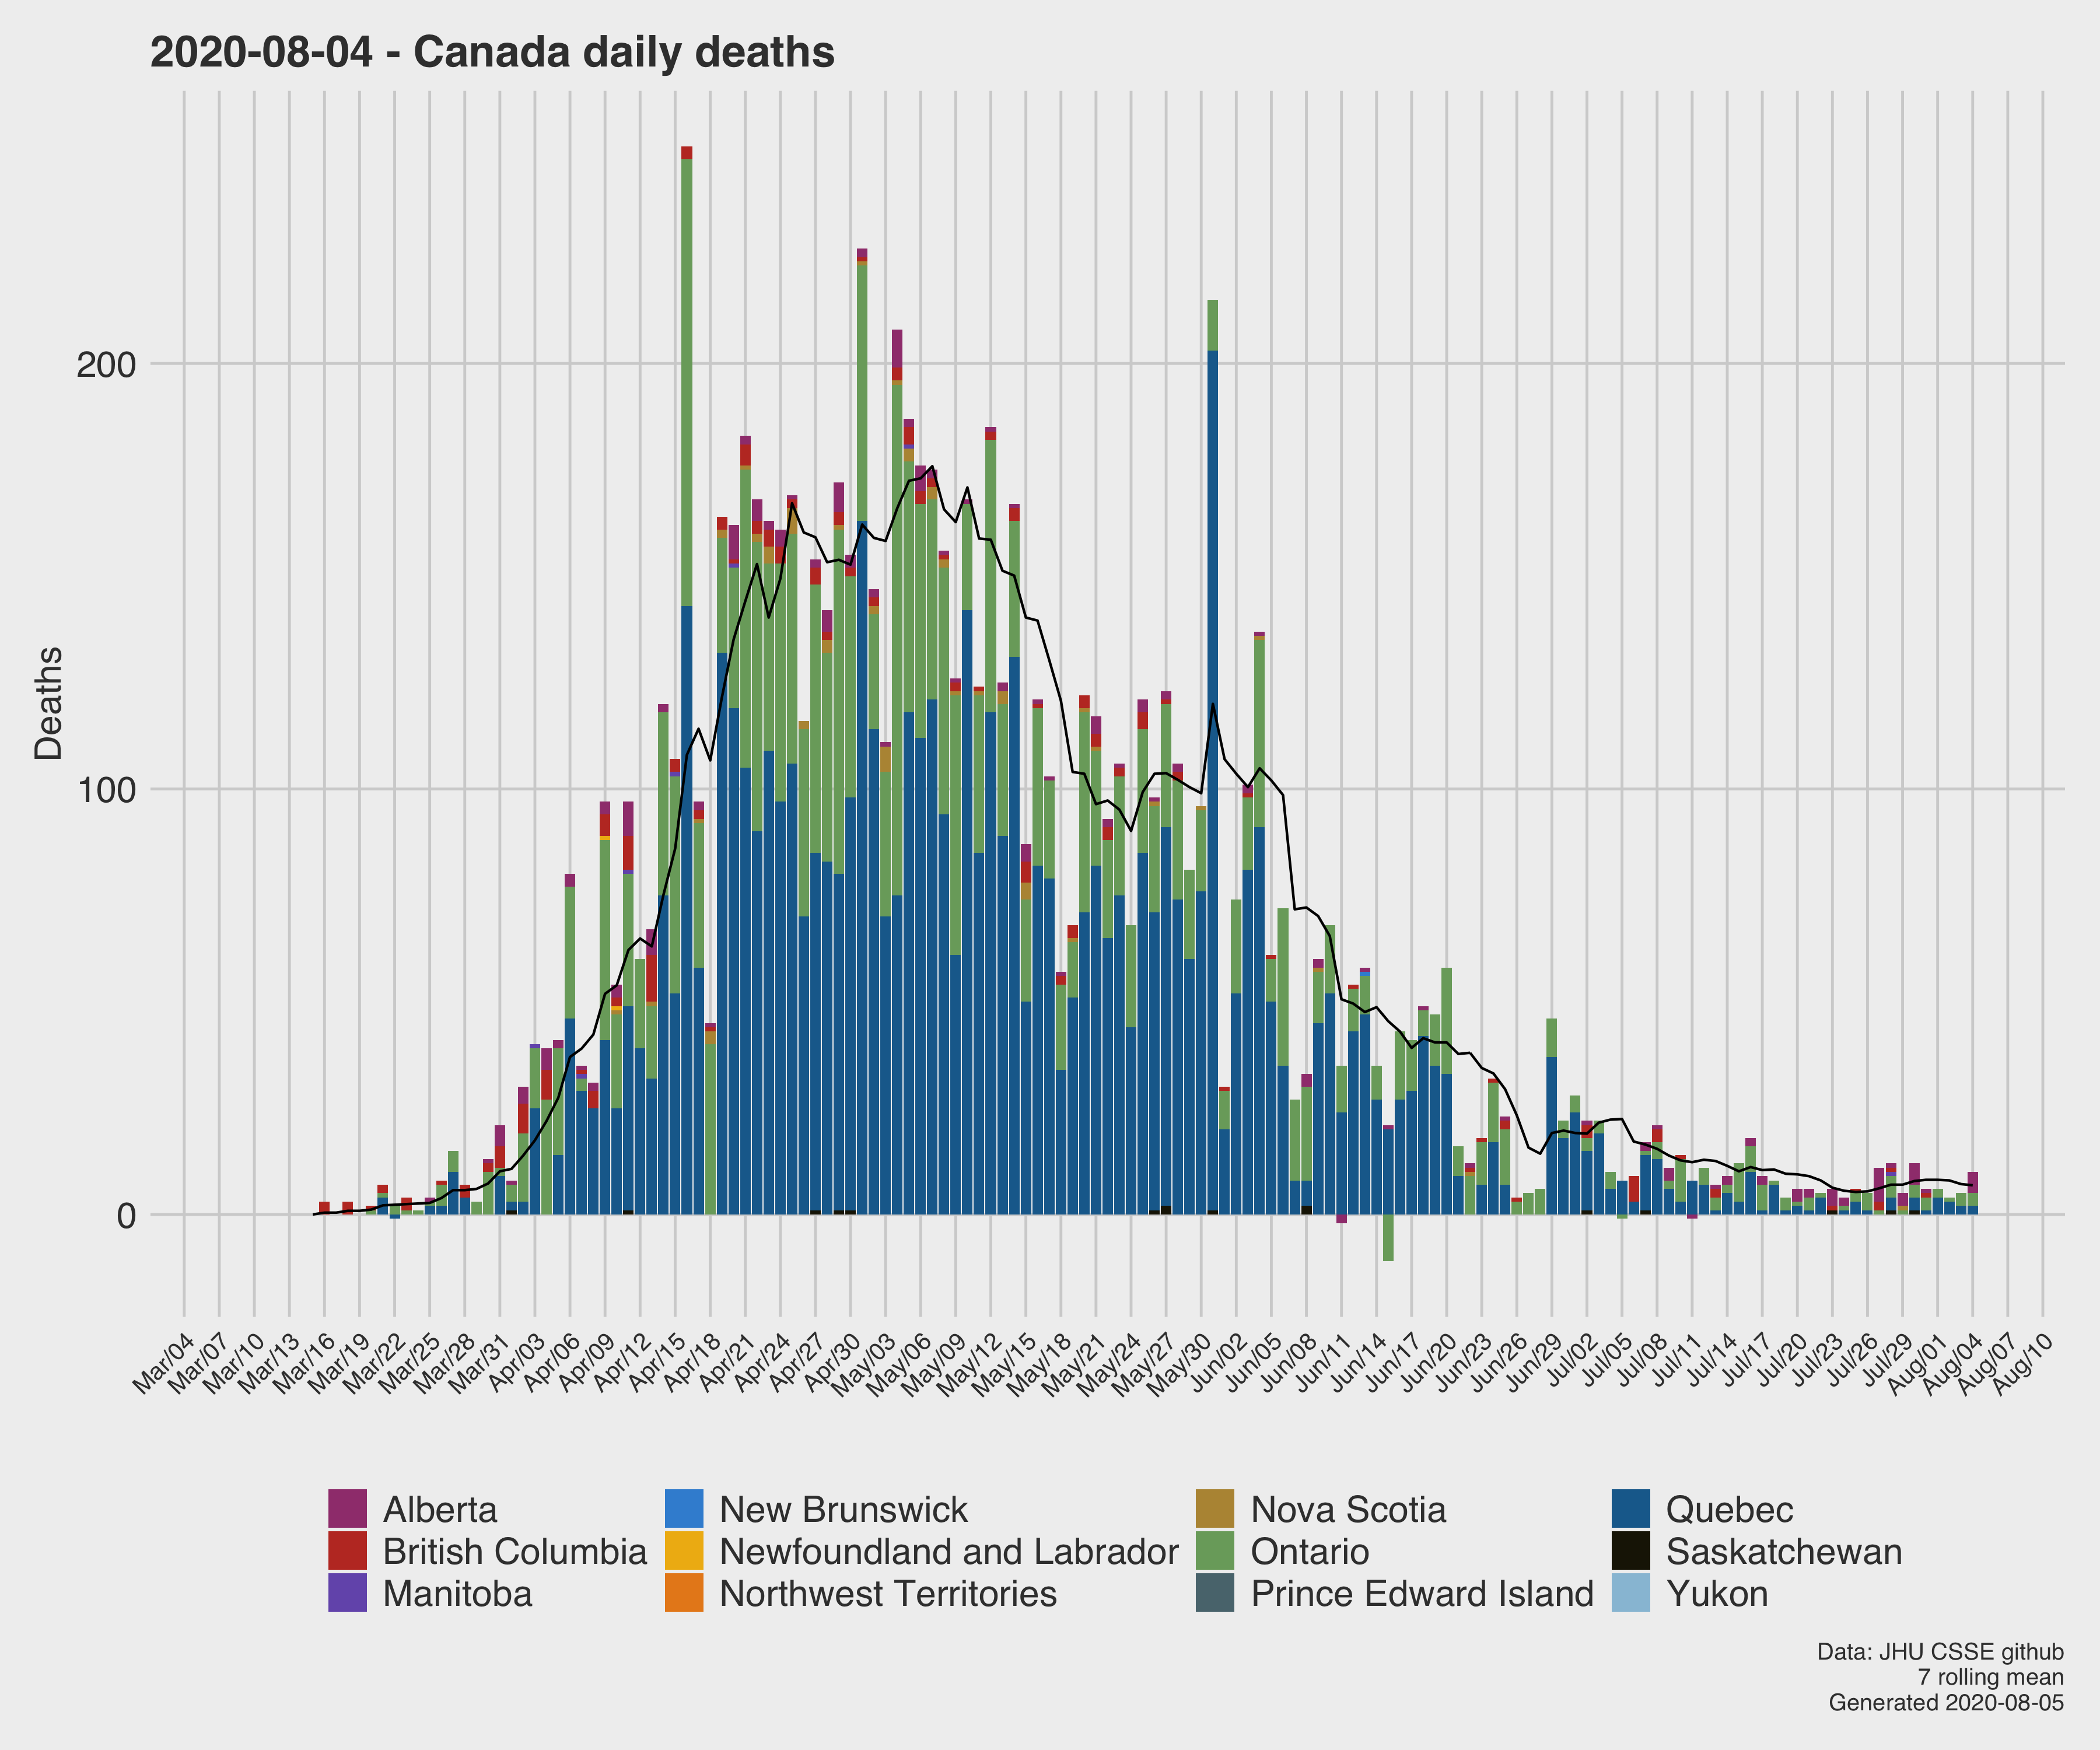 2020-08-04 - Canada daily deaths
Deaths
200
100
0
Mar/04 Mar/07 Mar/10 Mar/13 Mar/16 Mar/19 Mar/22 Mar/25 Mar/28 Mar/31 Apr/03 Apr/06 Apr/09 Apr/12 Apr/15 Apr/18 Apr/21 Apr/24 Apr/27 Apr/30 May/03 May/06 May/09 May/12 May/15 May/18 May/21 May/24 May/27 May/30 Jun/02 Jun/05 Jun/08 Jun/11 Jun/14 Jun/17 Jun/20 Jun/23 Jun/26 Jun/29 Jul/02 Jul/05 Jul/08 Jul/11 Jul/14 Jul/17 Jul/20 Jul/23 Jul/26 Jul/29 Aug/01 Aug/04 Aug/07 Aug/10
Alberta New Brunswick Nova Scotia Quebec
British Columbia Newfoundland and Labrador Ontario Saskatchewan
Manitoba Northwest Territories Prince Edward Island Yukon
Data: JHU CSSE github
7 rolling mean
Generated 2020-08-05